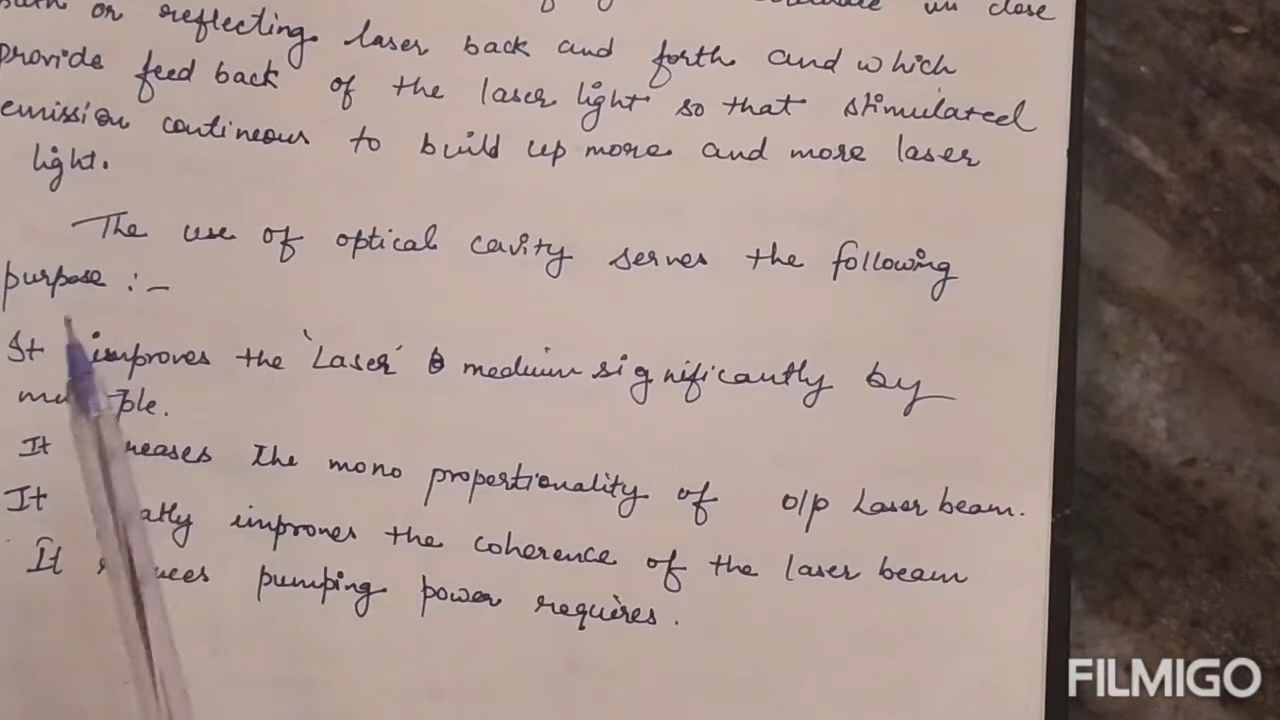 or reflecting laser back and forth and which
provide feed back of the laser light so that stimulated
emission contineous to build up more and more laser
light.
The use of optical cavity serves the following
purpose :-
It improves the 'Laser' medium significantly by
It the mono proportionality of o/p Laser beam.
It improves the coherence of the laser beam
It pumping power requires.
FILMIGO